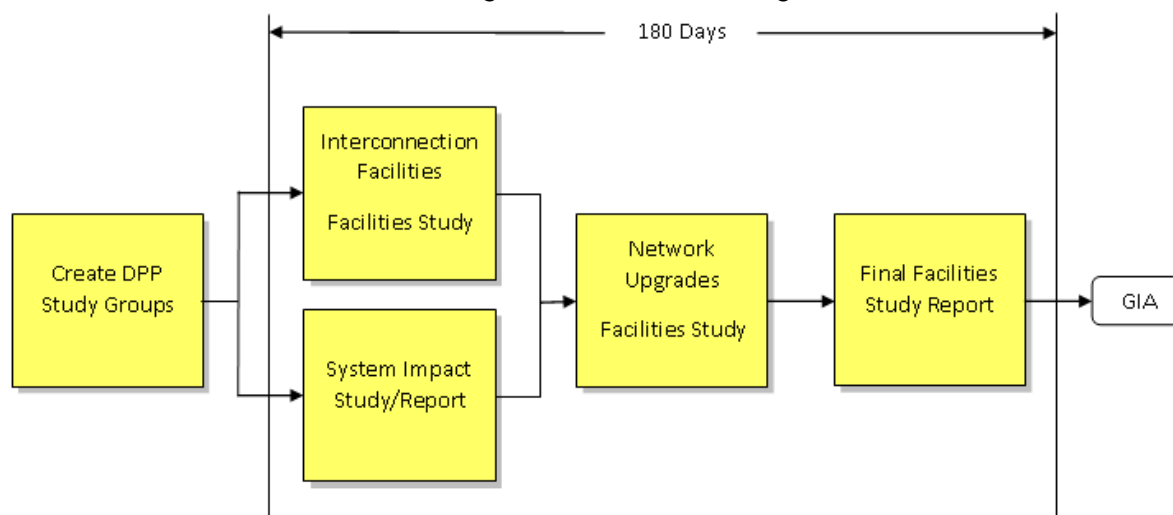 180 Days
Interconnection
Facilities
Facilities Study
Create DPP
Study Groups
System Impact
Study/Report
Network
Upgrades
Facilities Study
Final Facilities
Study Report
GIA